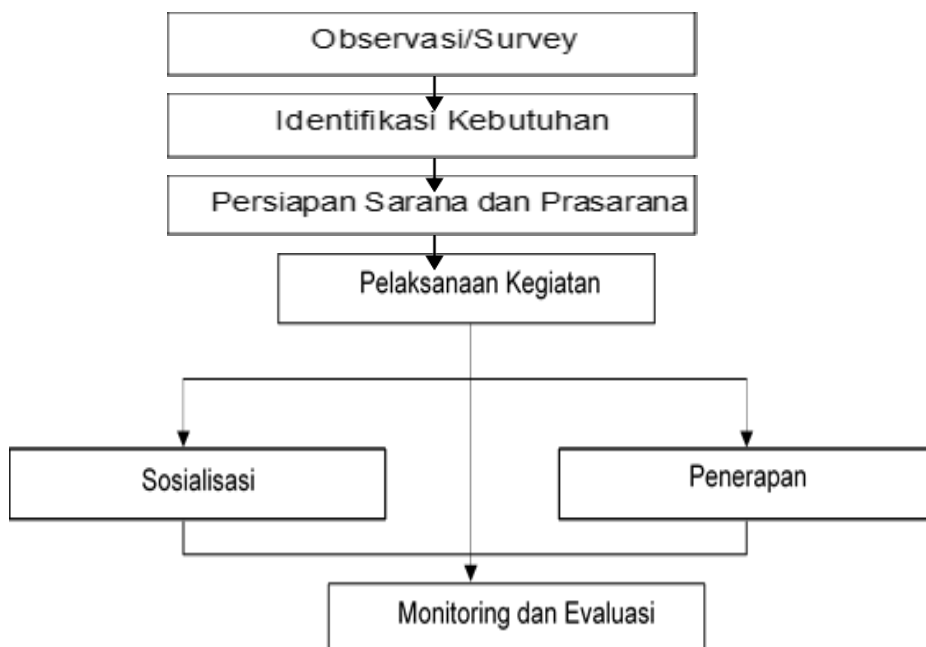 Observasi/Survey
Identifikasi Kebutuhan
Persiapan Sarana dan Prasarana
Pelaksanaan Kegiatan
Sosialisasi
Penerapan
Monitoring dan Evaluasi